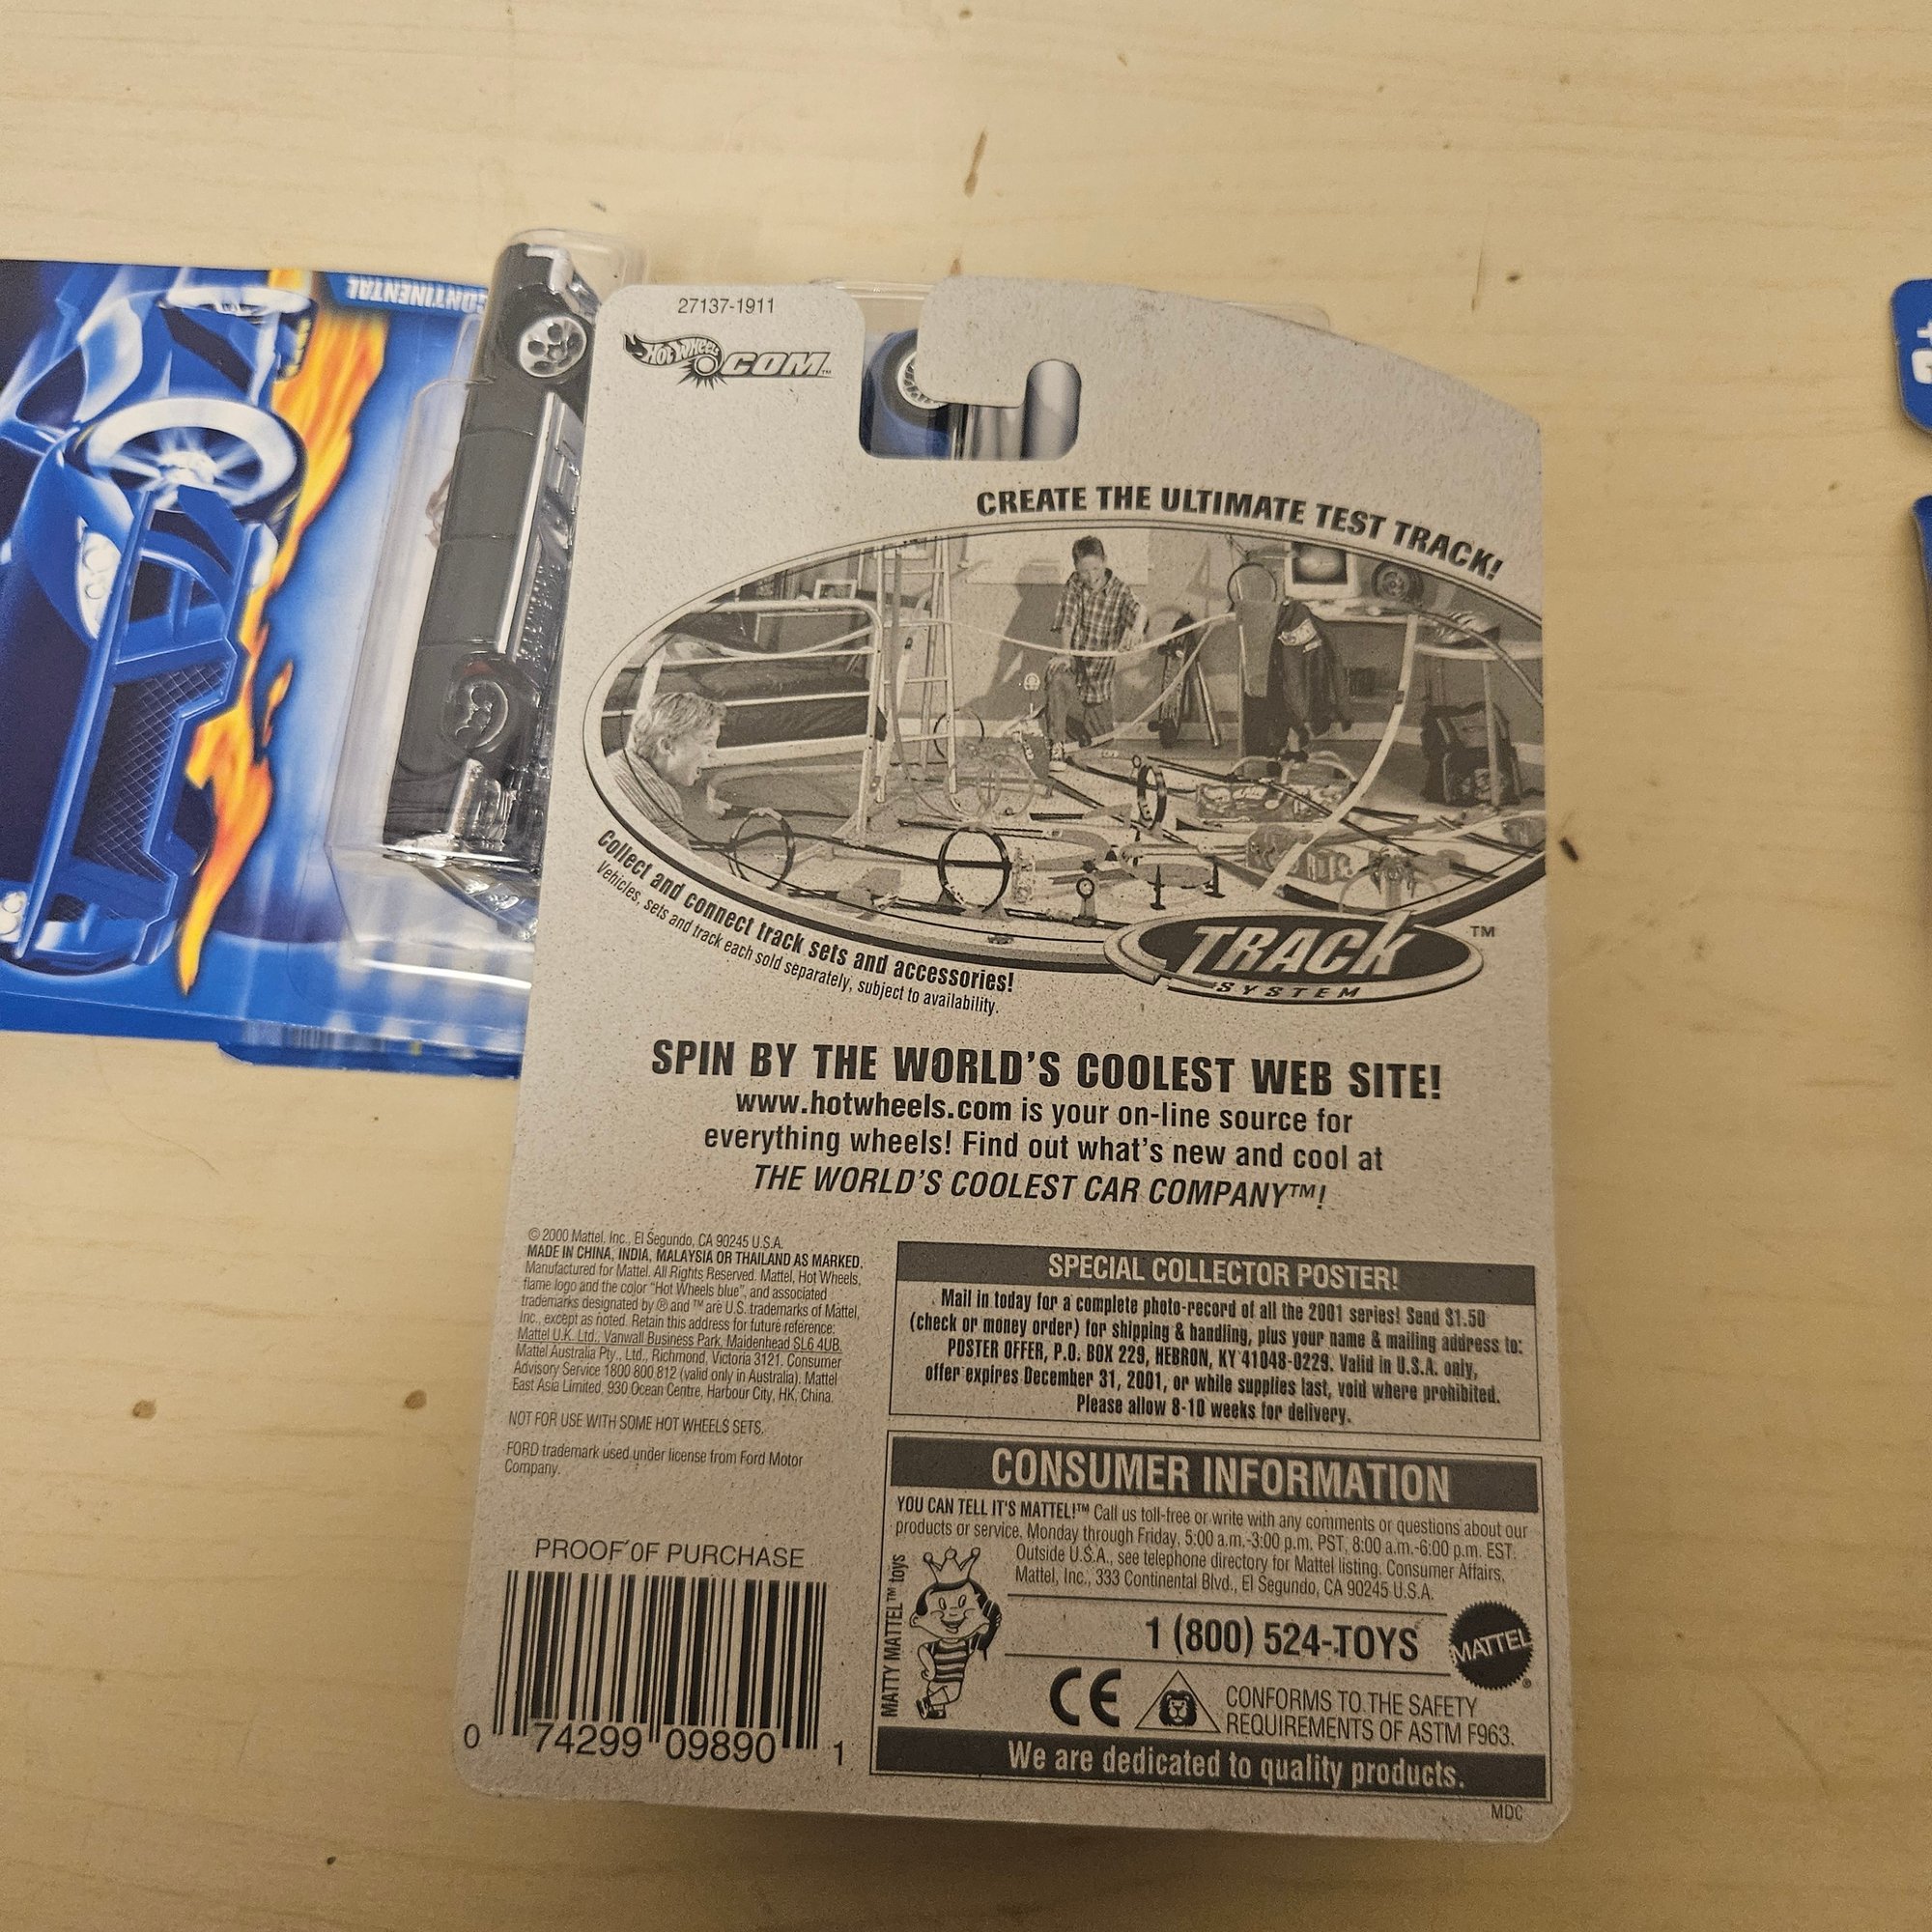 CONTINENTAL
27137-1911
HOT WHEELS
.COM™
CREATE THE ULTIMATE TEST TRACK!
Collect and connect track sets and accessories!
Vehicles, sets and track each sold separately, subject to availability.
TRACK™
SYSTEM
SPIN BY THE WORLD'S COOLEST WEB SITE!
www.hotwheels.com is your on-line source for
everything wheels! Find out what's new and cool at
THE WORLD'S COOLEST CAR COMPANY™!
© 2000 Mattel, Inc., El Segundo, CA 90245 U.S.A.
MADE IN CHINA, INDIA, MALAYSIA OR THAILAND AS MARKED.
Manufactured for Mattel. All Rights Reserved. Mattel, Hot Wheels,
flame logo and the color "Hot Wheels blue", and associated
trademarks designated by ® and ™ are U.S. trademarks of Mattel,
Inc., except as noted. Retain this address for future reference:
Mattel U.K. Ltd., Vanwall Business Park, Maidenhead SL6 4UB.
Mattel Australia Pty., Ltd., Richmond, Victoria 3121. Consumer
Advisory Service 1800 800 812 (valid only in Australia). Mattel
East Asia Limited, 930 Ocean Centre, Harbour City, HK, China.
NOT FOR USE WITH SOME HOT WHEELS SETS.
FORD trademark used under license from Ford Motor
Company.
PROOF OF PURCHASE
0 74299 09890 1
SPECIAL COLLECTOR POSTER!
Mail in today for a complete photo-record of all the 2001 series! Send $1.50
(check or money order) for shipping & handling, plus your name & mailing address to:
POSTER OFFER, P.O. BOX 229, HEBRON, KY 41048-0229. Valid in U.S.A. only,
offer expires December 31, 2001, or while supplies last, void where prohibited.
Please allow 8-10 weeks for delivery.
CONSUMER INFORMATION
YOU CAN TELL IT'S MATTEL!™ Call us toll-free or write with any comments or questions about our
products or service, Monday through Friday, 5:00 a.m.-3:00 p.m. PST, 8:00 a.m.-6:00 p.m. EST.
Outside U.S.A., see telephone directory for Mattel listing. Consumer Affairs,
Mattel, Inc., 333 Continental Blvd., El Segundo, CA 90245 U.S.A.
MATTY MATTEL™ toys
1 (800) 524-TOYS
MATTEL®
CE
CONFORMS TO THE SAFETY
REQUIREMENTS OF ASTM F963.
We are dedicated to quality products.
MDC